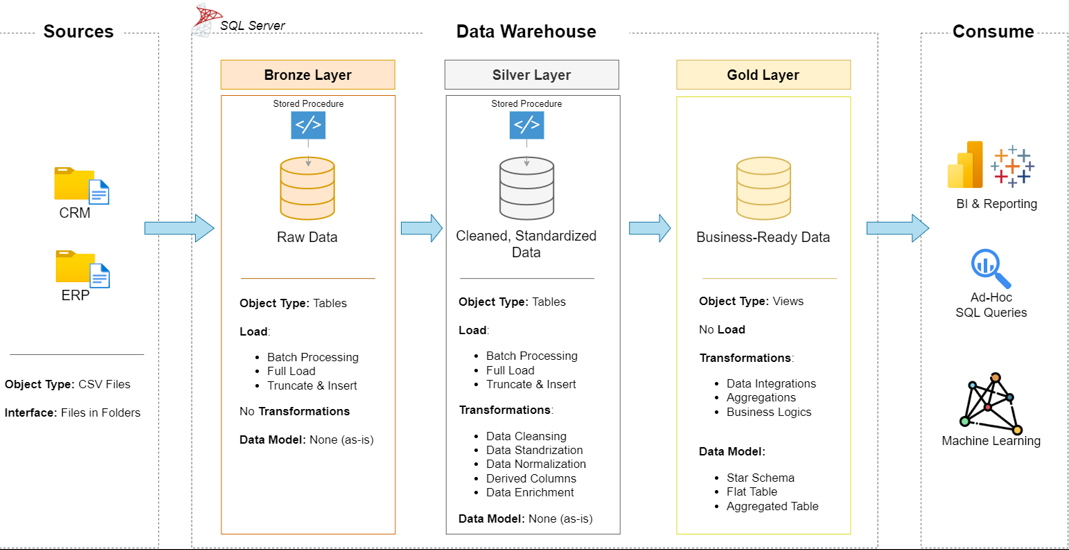 Sources
CRM
ERP
Object Type: CSV Files
Interface: Files in Folders
SQL Server
Data Warehouse
Bronze Layer
Stored Procedure
</>
Raw Data
Object Type: Tables
Load:
Batch Processing
Full Load
Truncate & Insert
No Transformations
Data Model: None (as-is)
Silver Layer
Stored Procedure
</>
Cleaned, Standardized
Data
Object Type: Tables
Load:
Batch Processing
Full Load
Truncate & Insert
Transformations:
Data Cleansing
Data Standrization
Data Normalization
Derived Columns
Data Enrichment
Data Model: None (as-is)
Gold Layer
Business-Ready Data
Object Type: Views
No Load
Transformations:
Data Integrations
Aggregations
Business Logics
Data Model:
Star Schema
Flat Table
Aggregated Table
Consume
BI & Reporting
Ad-Hoc
SQL Queries
Machine Learning